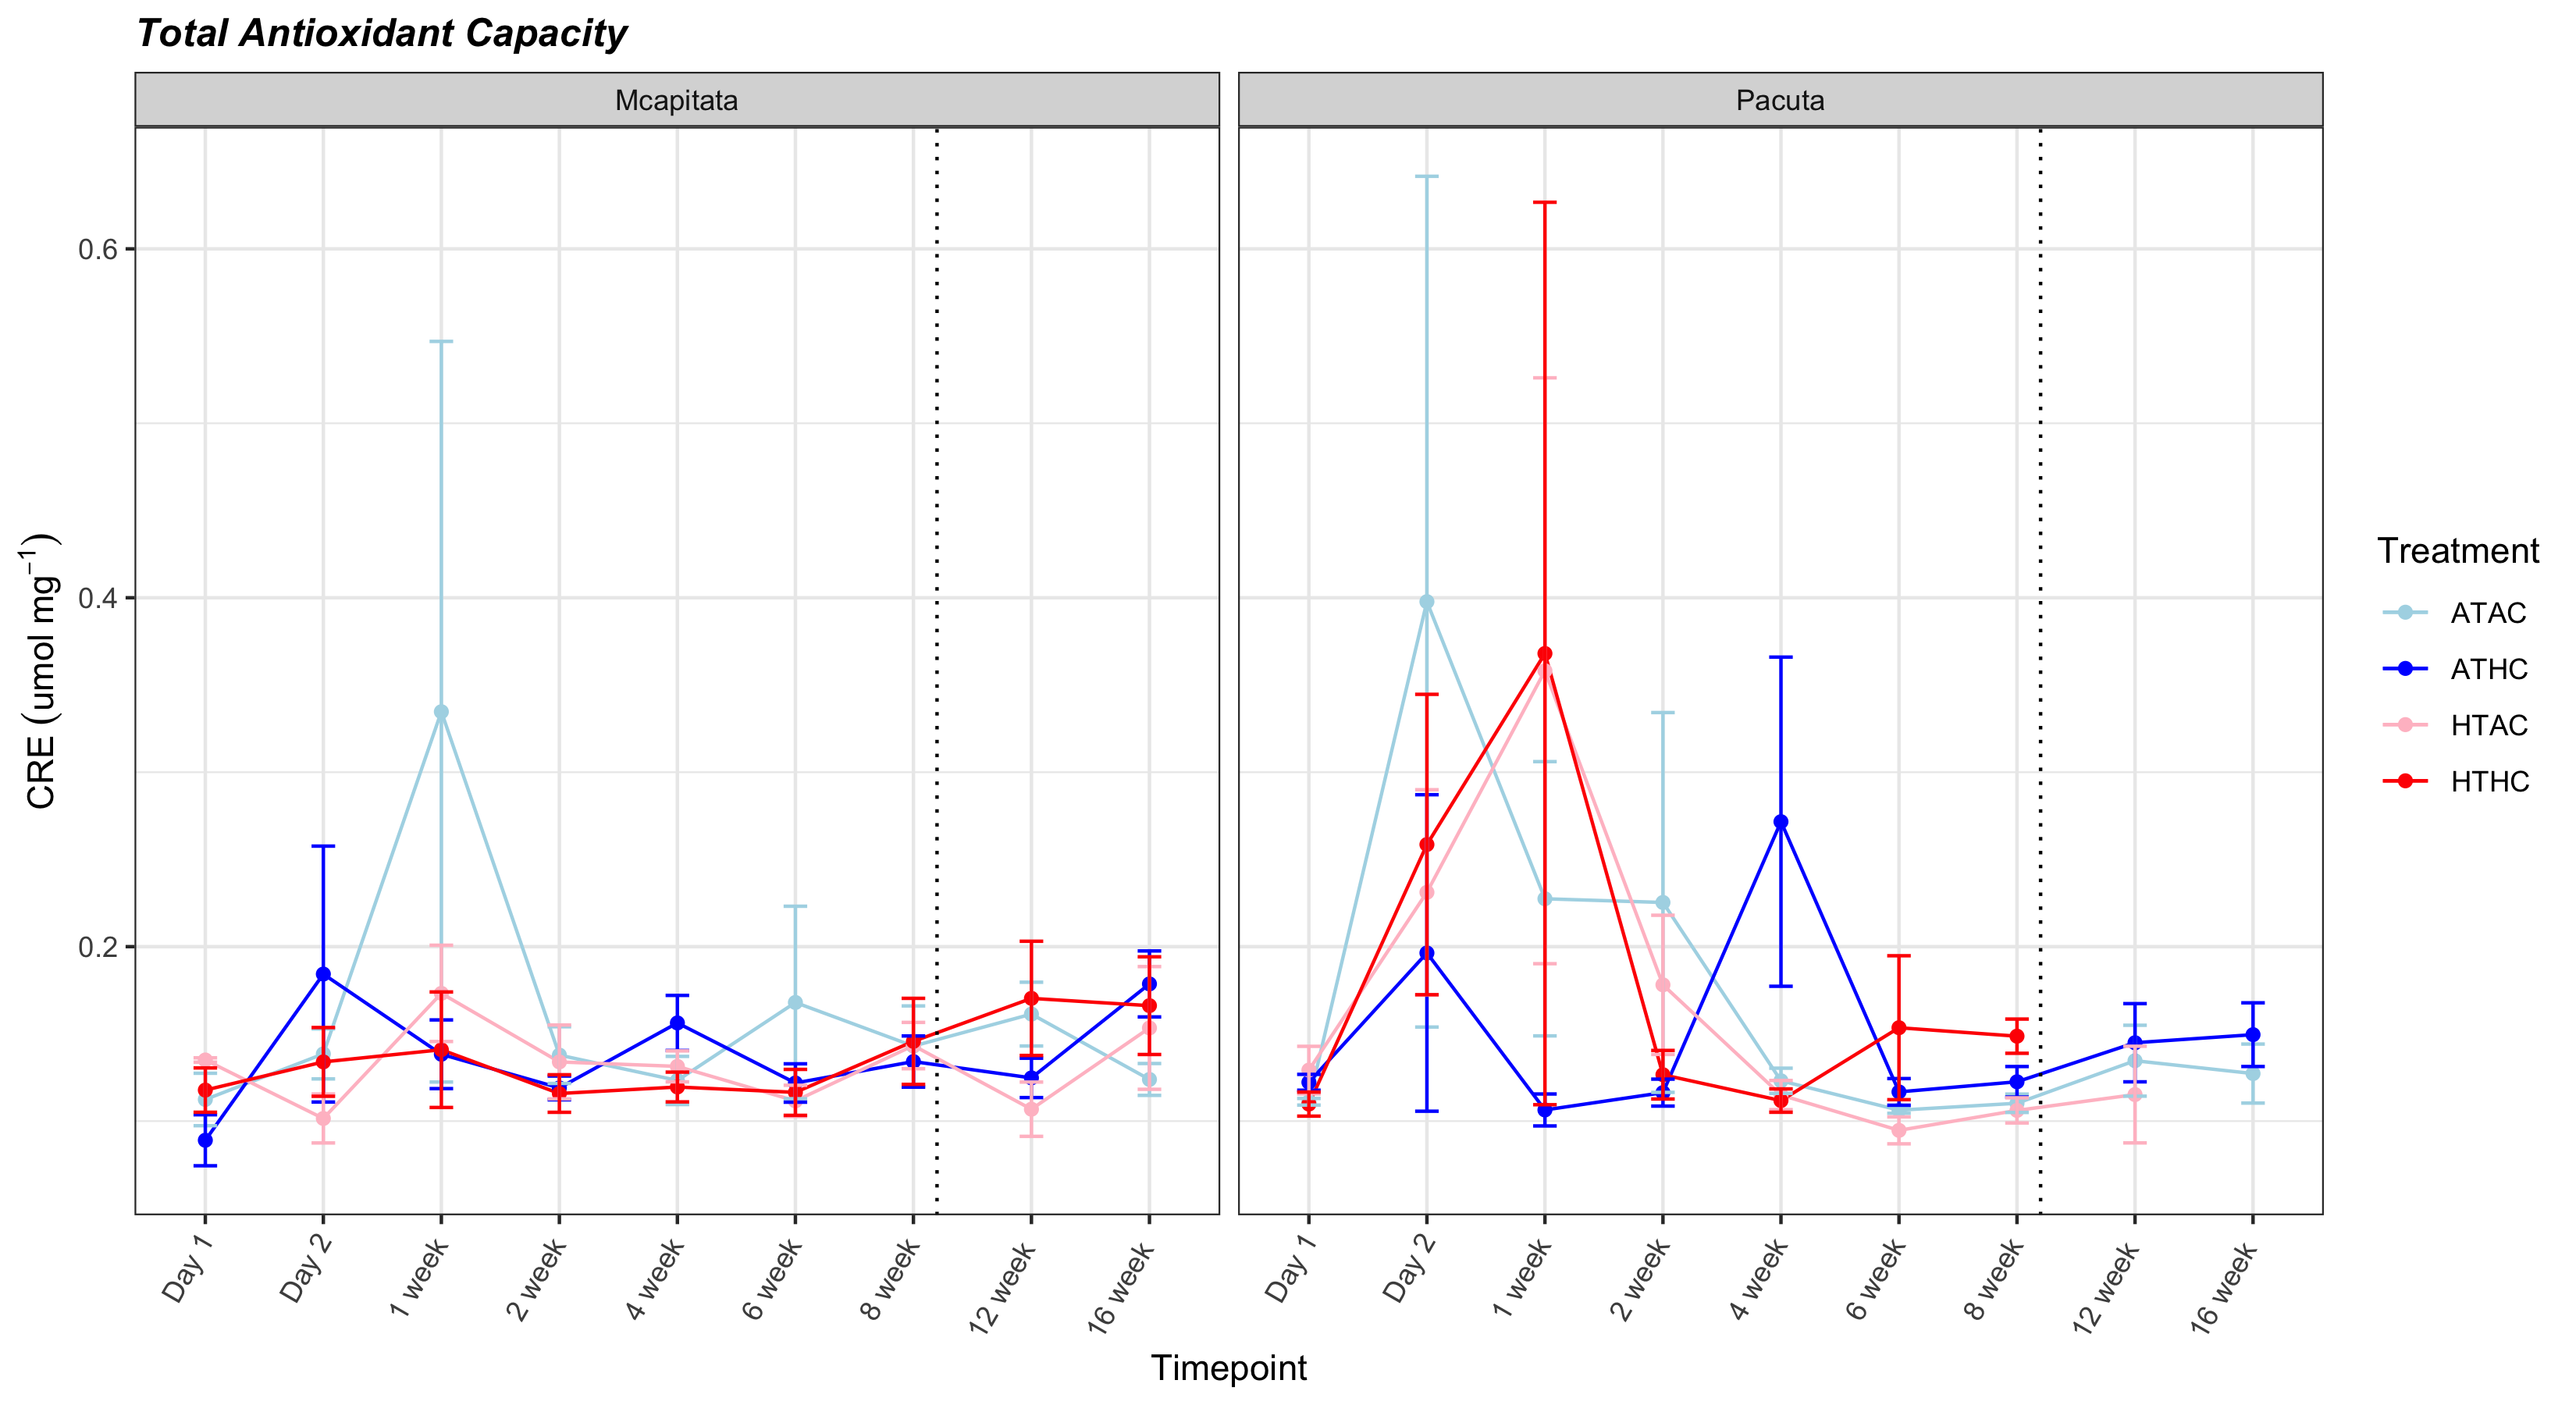 Total Antioxidant Capacity
Mcapitata
Pacuta
CRE (umol mg⁻¹)
0.6
0.4
0.2
Day 1
Day 2
1 week
2 week
4 week
6 week
8 week
12 week
16 week
Day 1
Day 2
1 week
2 week
4 week
6 week
8 week
12 week
16 week
Timepoint
Treatment
ATAC
ATHC
HTAC
HTHC